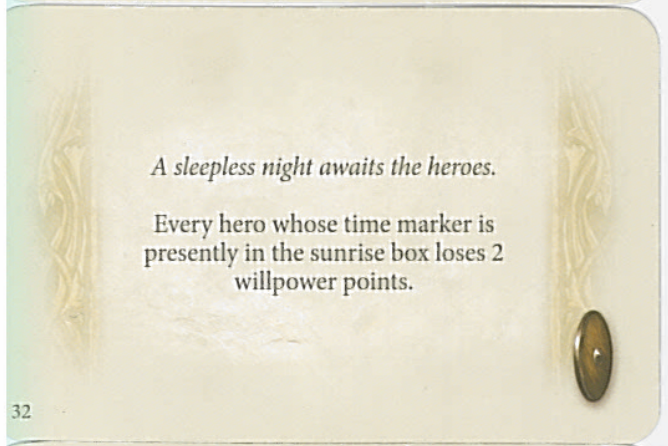 A sleepless night awaits the heroes.
Every hero whose time marker is
presently in the sunrise box loses 2
willpower points.
32